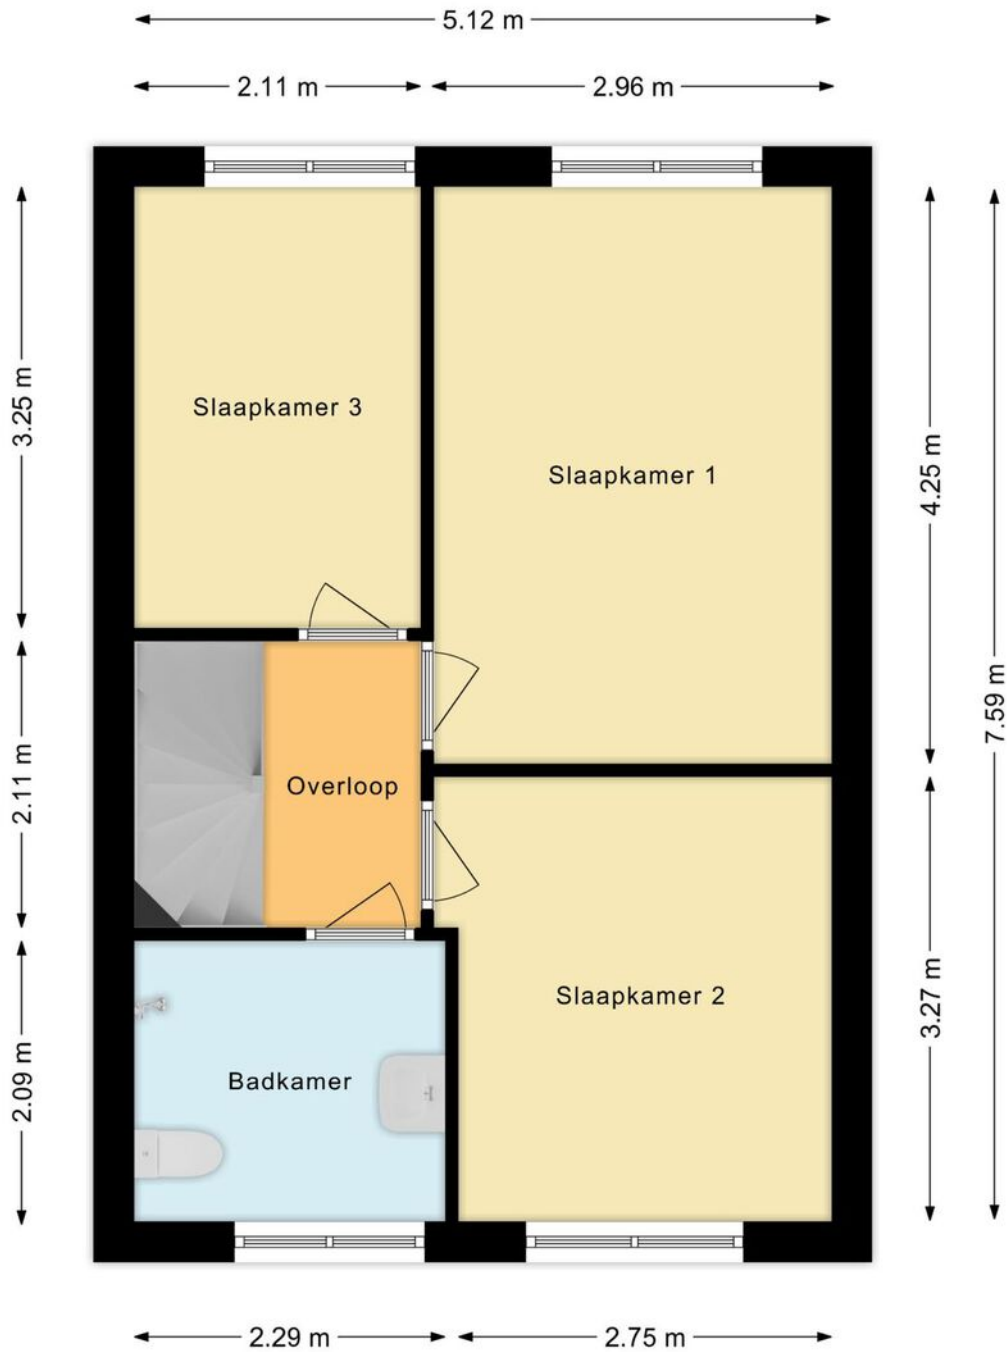 5.12 m
2.11 m
2.96 m
3.25 m
Slaapkamer 3
Slaapkamer 1
4.25 m
7.59 m
2.11 m
Overloop
Slaapkamer 2
3.27 m
2.09 m
Badkamer
2.29 m
2.75 m